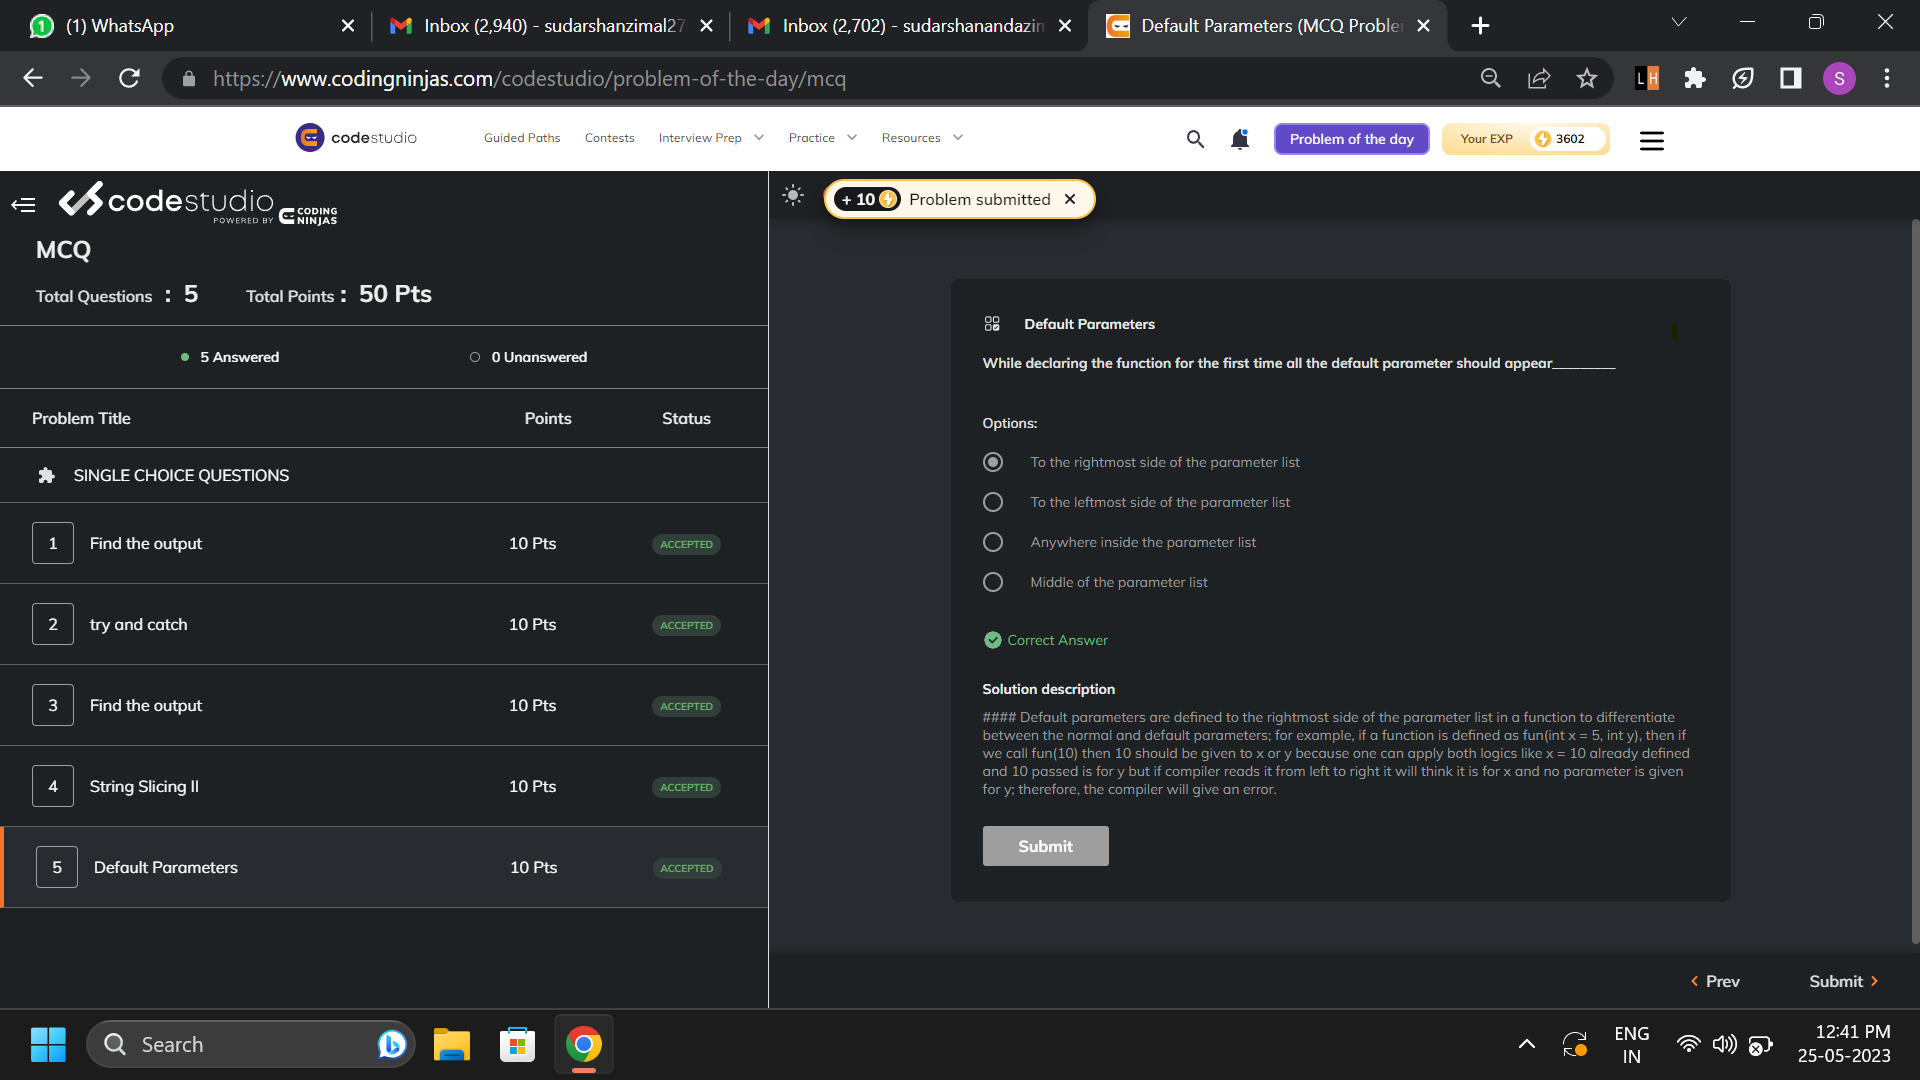 (1) WhatsApp
Inbox (2,940) - sudarshanzimal27
Inbox (2,702) - sudarshanandazim
Default Parameters (MCQ Proble
https://www.codingninjas.com/codestudio/problem-of-the-day/mcq
LH
S
codestudio
Guided Paths
Contests
Interview Prep
Practice
Resources
Problem of the day
Your EXP
3602
codestudio
POWERED BY CODING NINJAS
+ 10 Problem submitted
MCQ
Total Questions : 5
Total Points : 50 Pts
5 Answered
0 Unanswered
Problem Title
Points
Status
SINGLE CHOICE QUESTIONS
1 Find the output 10 Pts ACCEPTED
2 try and catch 10 Pts ACCEPTED
3 Find the output 10 Pts ACCEPTED
4 String Slicing II 10 Pts ACCEPTED
5 Default Parameters 10 Pts ACCEPTED
Default Parameters
While declaring the function for the first time all the default parameter should appear_________
Options:
To the rightmost side of the parameter list
To the leftmost side of the parameter list
Anywhere inside the parameter list
Middle of the parameter list
Correct Answer
Solution description
#### Default parameters are defined to the rightmost side of the parameter list in a function to differentiate
between the normal and default parameters; for example, if a function is defined as fun(int x = 5, int y), then if
we call fun(10) then 10 should be given to x or y because one can apply both logics like x = 10 already defined
and 10 passed is for y but if compiler reads it from left to right it will think it is for x and no parameter is given
for y; therefore, the compiler will give an error.
Submit
Prev
Submit
Search
ENG
IN
12:41 PM
25-05-2023